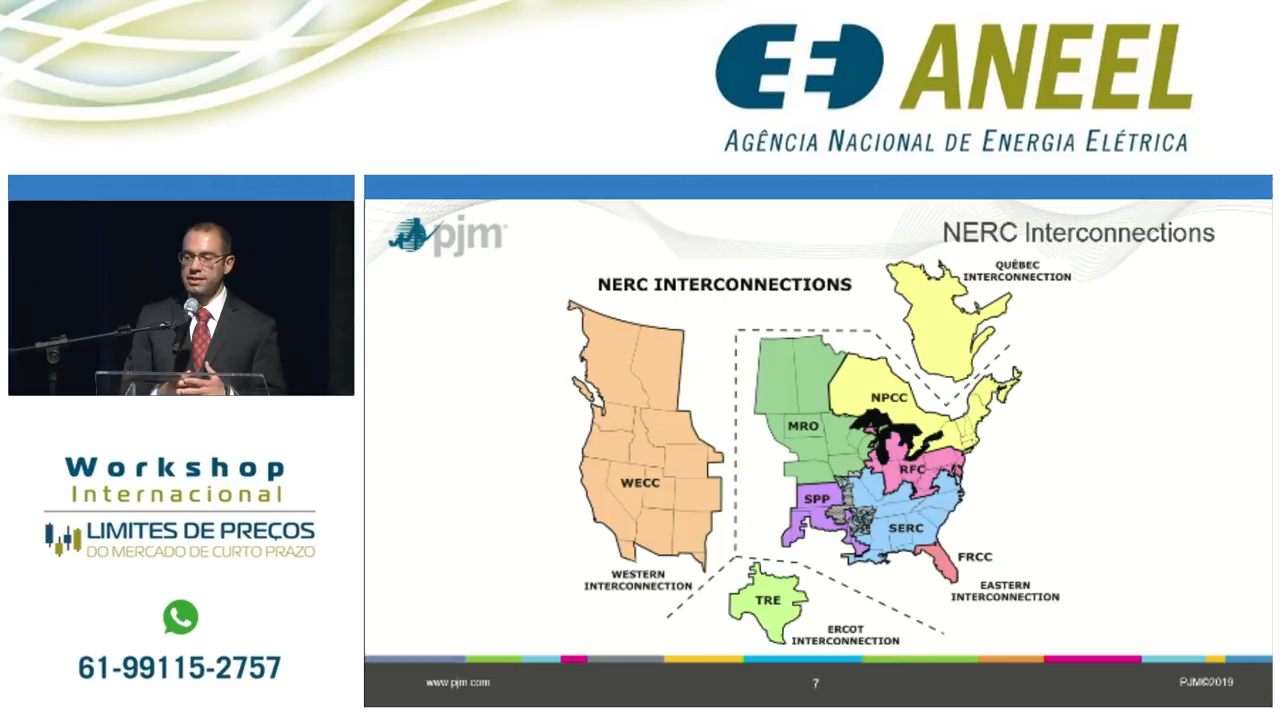 ANEEL
AGÊNCIA NACIONAL DE ENERGIA ELÉTRICA
pjm
NERC Interconnections
NERC INTERCONNECTIONS
QUÉBEC
INTERCONNECTION
NPCC
MRO
RFC
WECC
SPP
SERC
FRCC
WESTERN
INTERCONNECTION
EASTERN
INTERCONNECTION
TRE
ERCOT
INTERCONNECTION
www.pjm.com
7
PJM©2019
Workshop
Internacional
LIMITES DE PREÇOS
DO MERCADO DE CURTO PRAZO
61-99115-2757